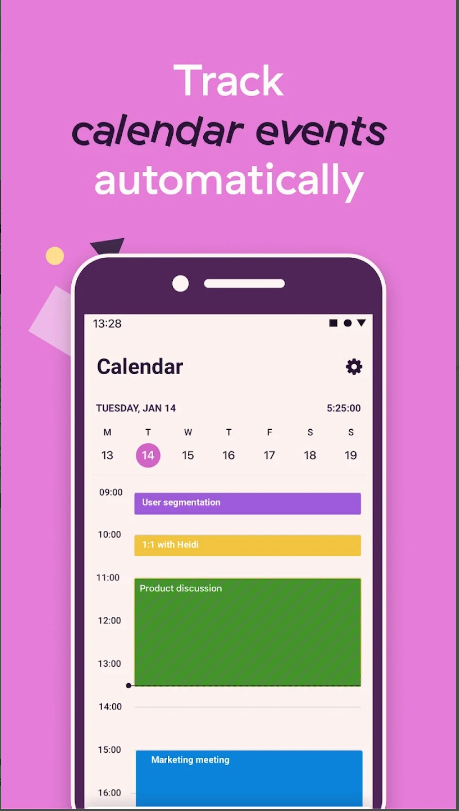 Track
calendar events
automatically
13:28
Calendar
TUESDAY, JAN 14 5:25:00
M T W T F S S
13 14 15 16 17 18 19
09:00 User segmentation
10:00 1:1 with Heidi
11:00 Product discussion
12:00
13:00
14:00
15:00 Marketing meeting
16:00